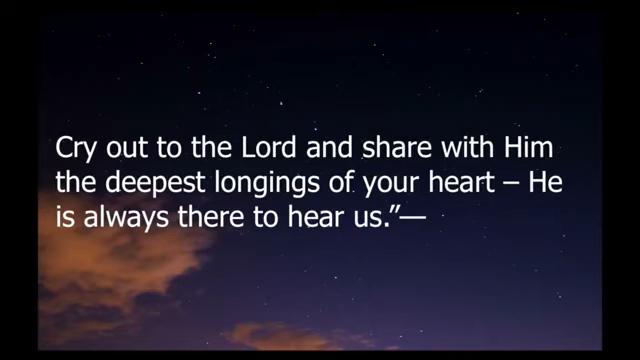 Cry out to the Lord and share with Him
the deepest longings of your heart – He
is always there to hear us.”—